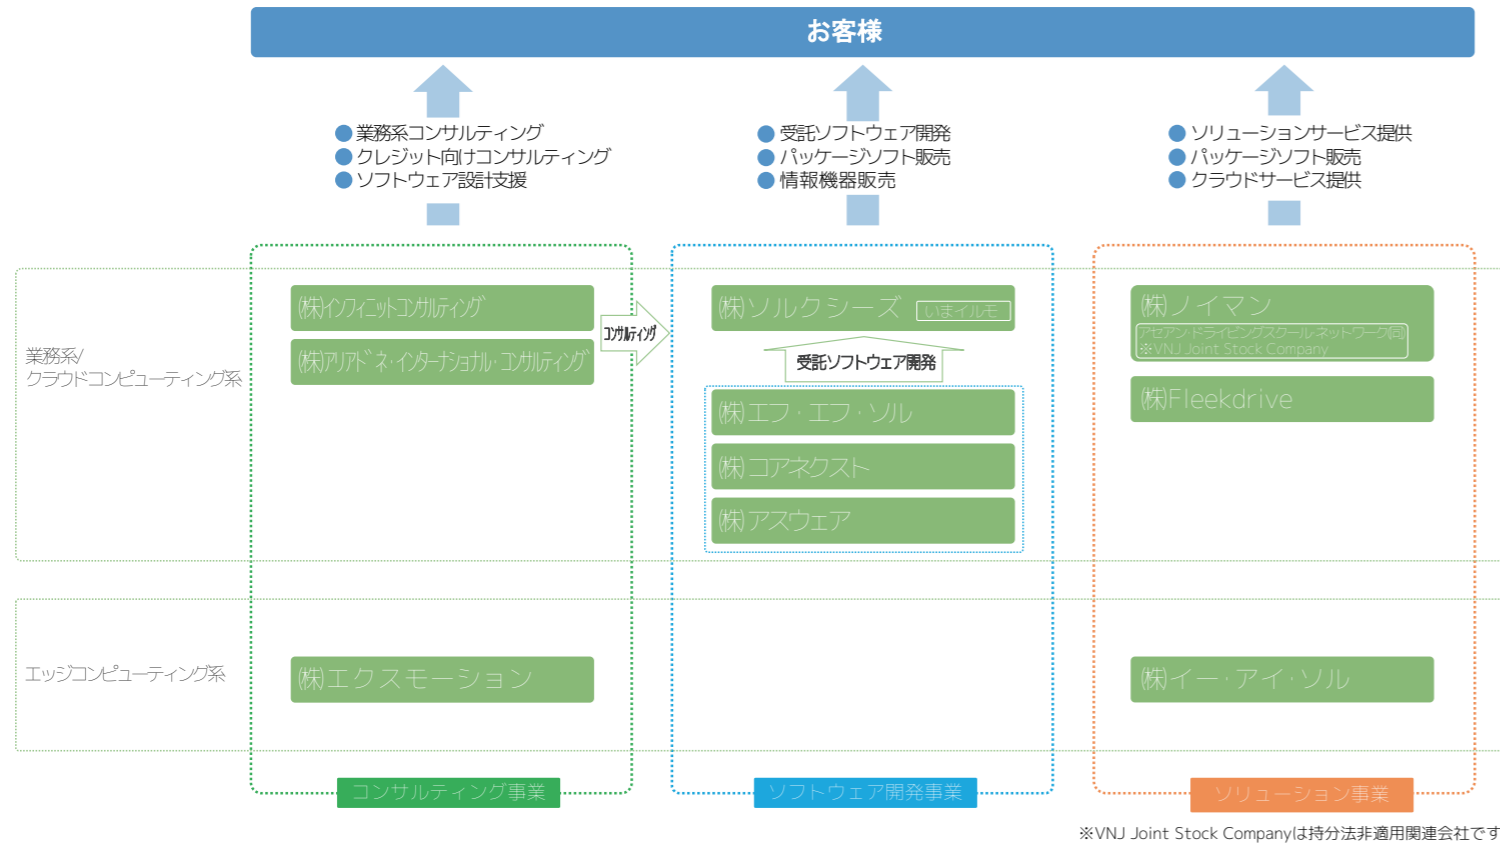 お客様
● 業務系コンサルティング
● クレジット向けコンサルティング
● ソフトウェア設計支援
● 受託ソフトウェア開発
● パッケージソフト販売
● 情報機器販売
● ソリューションサービス提供
● パッケージソフト販売
● クラウドサービス提供
業務系/
クラウドコンピューティング系
㈱インフィニットコンサルティング
㈱アリアドネ・インターナショナル・コンサルティング
コンサルティング
㈱ソルクシーズ いまイルモ
受託ソフトウェア開発
㈱エフ・エフ・ソル
㈱コアネクスト
㈱アスウェア
㈱ノイマン
アセアン・ドライビングスクール・ネットワーク(同)
※VNJ Joint Stock Company
㈱Fleekdrive
エッジコンピューティング系
㈱エクスモーション
㈱イー・アイ・ソル
コンサルティング事業
ソフトウェア開発事業
ソリューション事業
※VNJ Joint Stock Companyは持分法非適用関連会社です